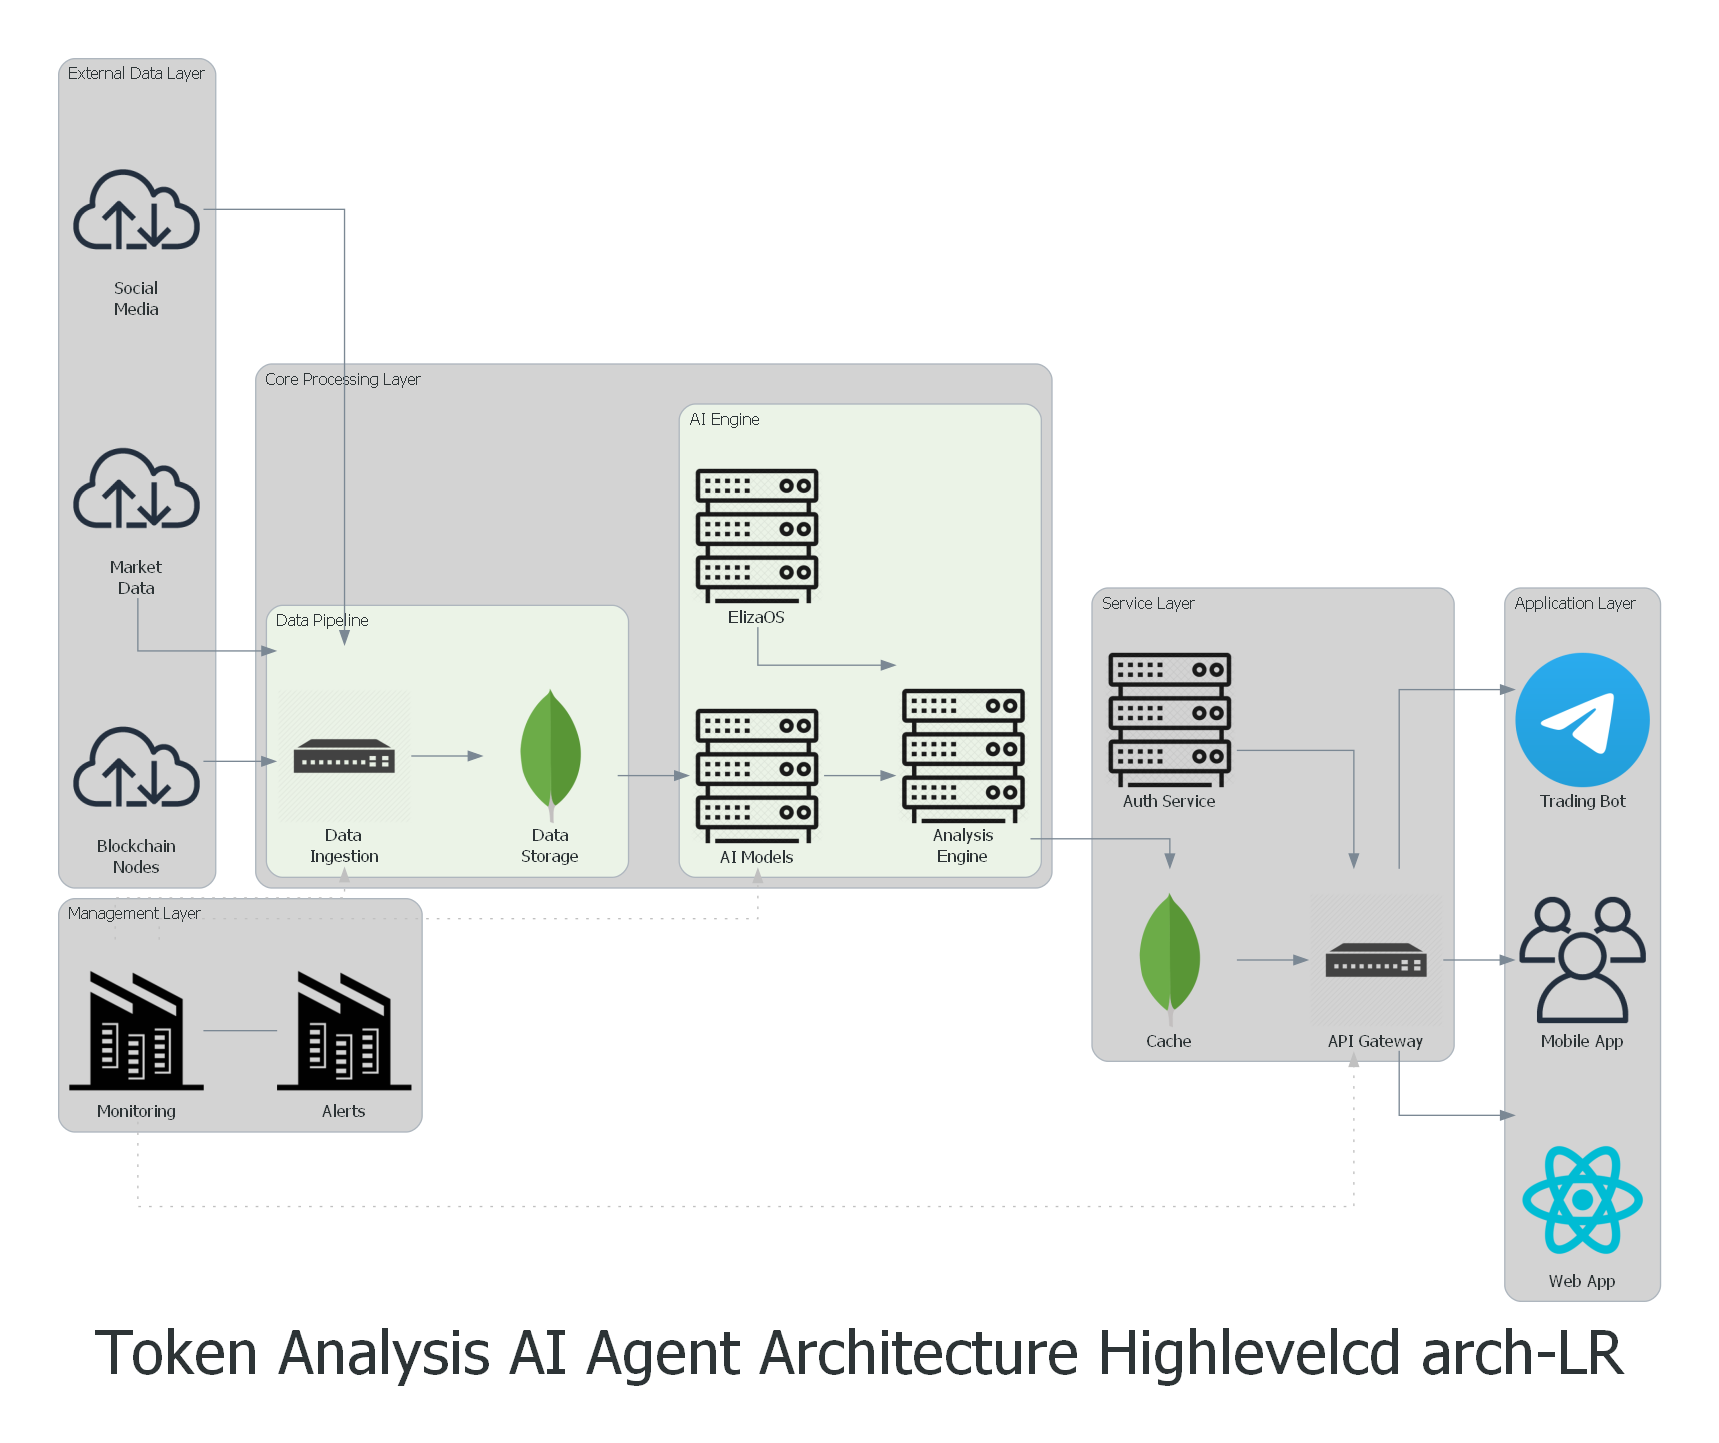 External Data Layer
Social
Media
Market
Data
Blockchain
Nodes
Core Processing Layer
Data Pipeline
Data
Ingestion
Data
Storage
AI Engine
ElizaOS
AI Models
Analysis
Engine
Service Layer
Auth Service
Cache
API Gateway
Application Layer
Trading Bot
Mobile App
Web App
Management Layer
Monitoring
Alerts
Token Analysis AI Agent Architecture Highlevelcd arch-LR